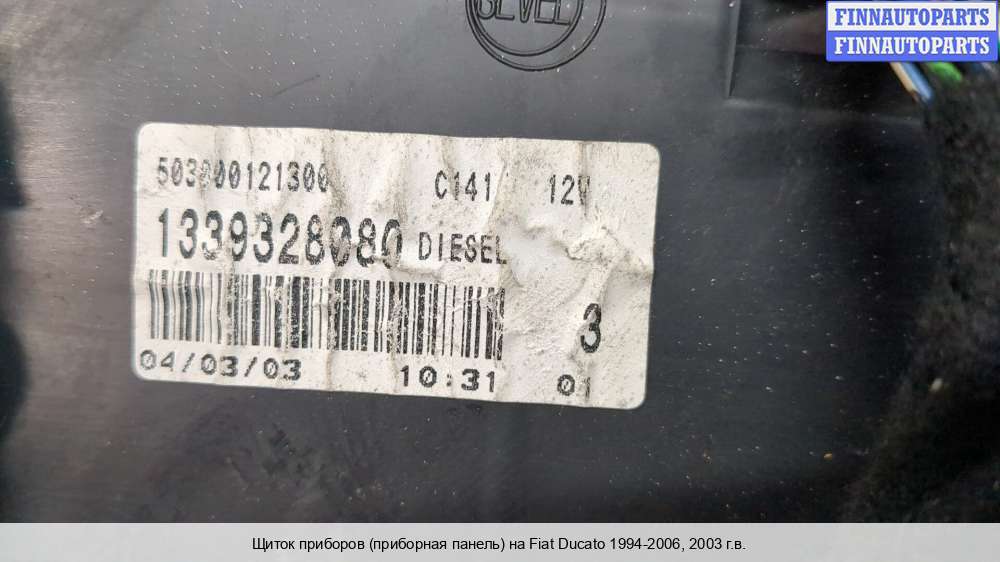 SEVEL
FINNAUTOPARTS
FINNAUTOPARTS
503000121300 C141 12V
1339328080 DIESEL
3
04/03/03 10:31 01
Щиток приборов (приборная панель) на Fiat Ducato 1994-2006, 2003 г.в.